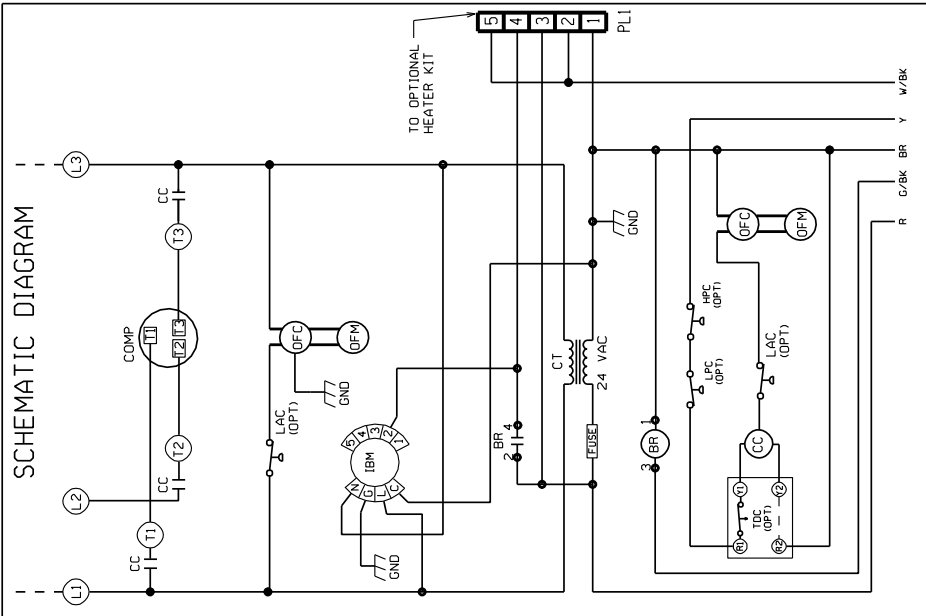 SCHEMATIC DIAGRAM
L3
CC
T3
COMP
T1
T2
T3
L2
CC
T2
T1
CC
L1
OFC
OFM
GND
LAC
(OPT)
5
4
3
2
1
IBM
N
G
L
C
GND
TO OPTIONAL
HEATER KIT
5
4
3
2
1
PL1
BR
4
2
CT
24 VAC
FUSE
GND
1
BR
3
W/BK
Y
BR
G/BK
R
OFC
OFM
HPC
(OPT)
LPC
(OPT)
LAC
(OPT)
CC
Y1
Y2
TDC
(OPT)
R1
R2